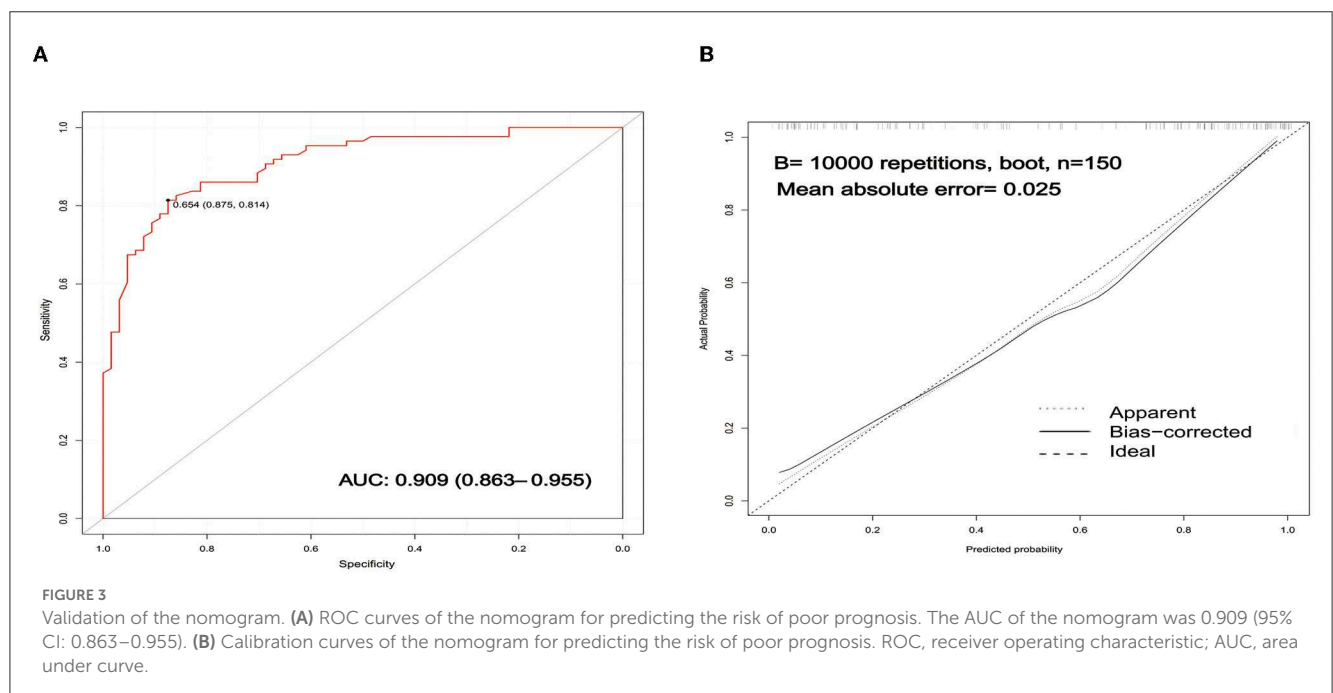 A
1.0
0.8
0.6
0.4
0.2
0.0
Sensitivity
0.654 (0.875, 0.814)
AUC: 0.909 (0.863–0.955)
1.0 0.8 0.6 0.4 0.2 0.0
Specificity
B
1.0
0.8
0.6
0.4
0.2
0.0
Actual Probability
B= 10000 repetitions, boot, n=150
Mean absolute error= 0.025
Apparent
Bias-corrected
Ideal
0.0 0.2 0.4 0.6 0.8 1.0
Predicted probability
FIGURE 3
Validation of the nomogram. (A) ROC curves of the nomogram for predicting the risk of poor prognosis. The AUC of the nomogram was 0.909 (95%
CI: 0.863–0.955). (B) Calibration curves of the nomogram for predicting the risk of poor prognosis. ROC, receiver operating characteristic; AUC, area
under curve.